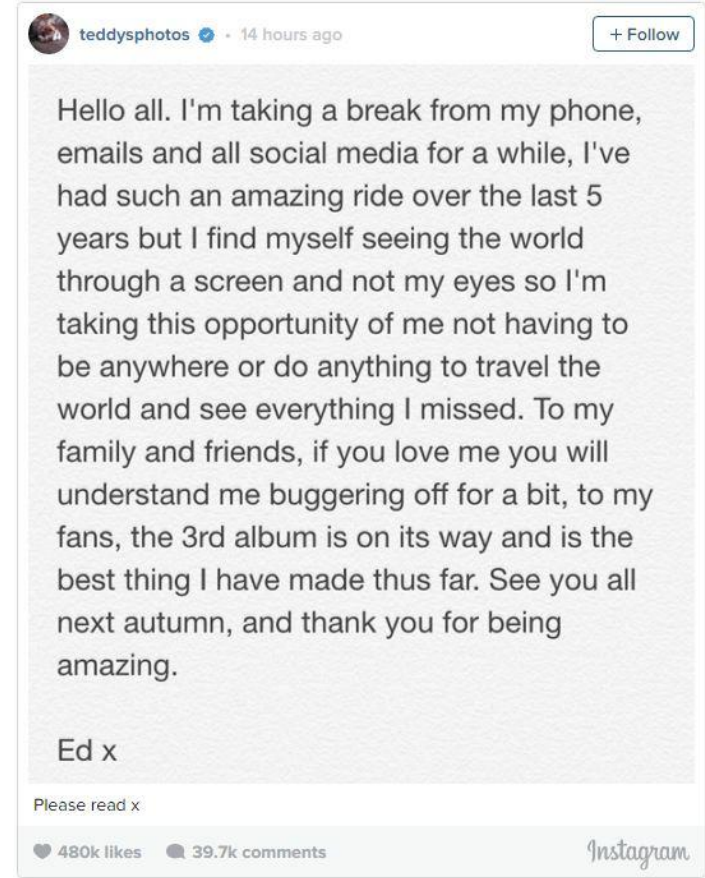 teddysphotos • 14 hours ago
+ Follow
Hello all. I'm taking a break from my phone,
emails and all social media for a while, I've
had such an amazing ride over the last 5
years but I find myself seeing the world
through a screen and not my eyes so I'm
taking this opportunity of me not having to
be anywhere or do anything to travel the
world and see everything I missed. To my
family and friends, if you love me you will
understand me buggering off for a bit, to my
fans, the 3rd album is on its way and is the
best thing I have made thus far. See you all
next autumn, and thank you for being
amazing.
Ed x
Please read x
480k likes 39.7k comments
Instagram